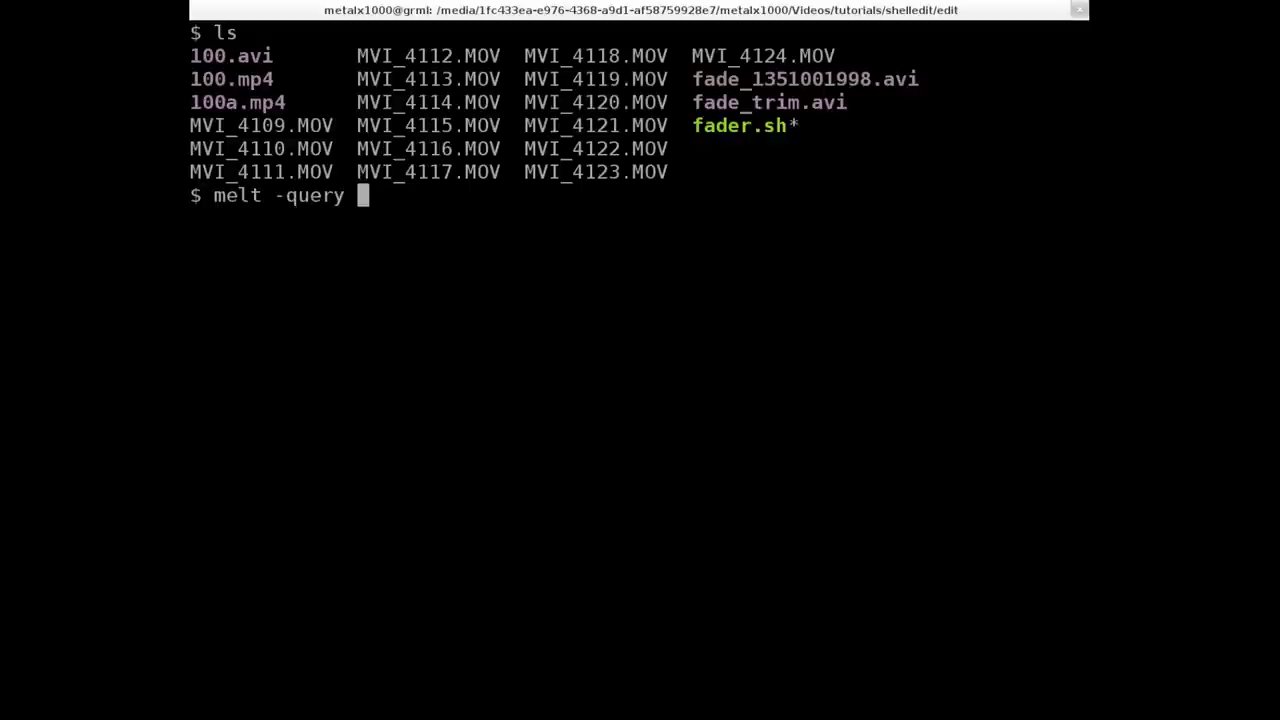 metalx1000@grml: /media/1fc433ea-e976-4368-a9d1-af58759928e7/metalx1000/Videos/tutorials/shelledit/edit
$ ls
100.avi MVI_4112.MOV MVI_4118.MOV MVI_4124.MOV
100.mp4 MVI_4113.MOV MVI_4119.MOV fade_1351001998.avi
100a.mp4 MVI_4114.MOV MVI_4120.MOV fade_trim.avi
MVI_4109.MOV MVI_4115.MOV MVI_4121.MOV fader.sh*
MVI_4110.MOV MVI_4116.MOV MVI_4122.MOV
MVI_4111.MOV MVI_4117.MOV MVI_4123.MOV
$ melt -query